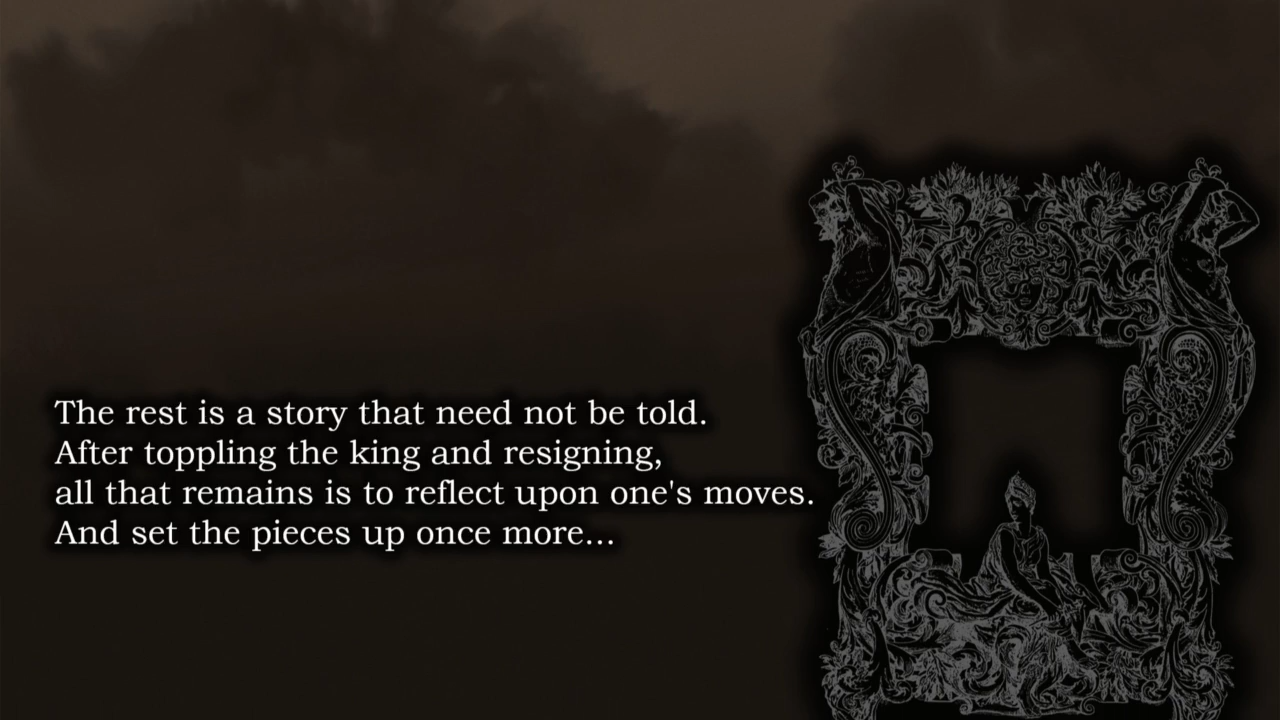 The rest is a story that need not be told.
After toppling the king and resigning,
all that remains is to reflect upon one's moves.
And set the pieces up once more...